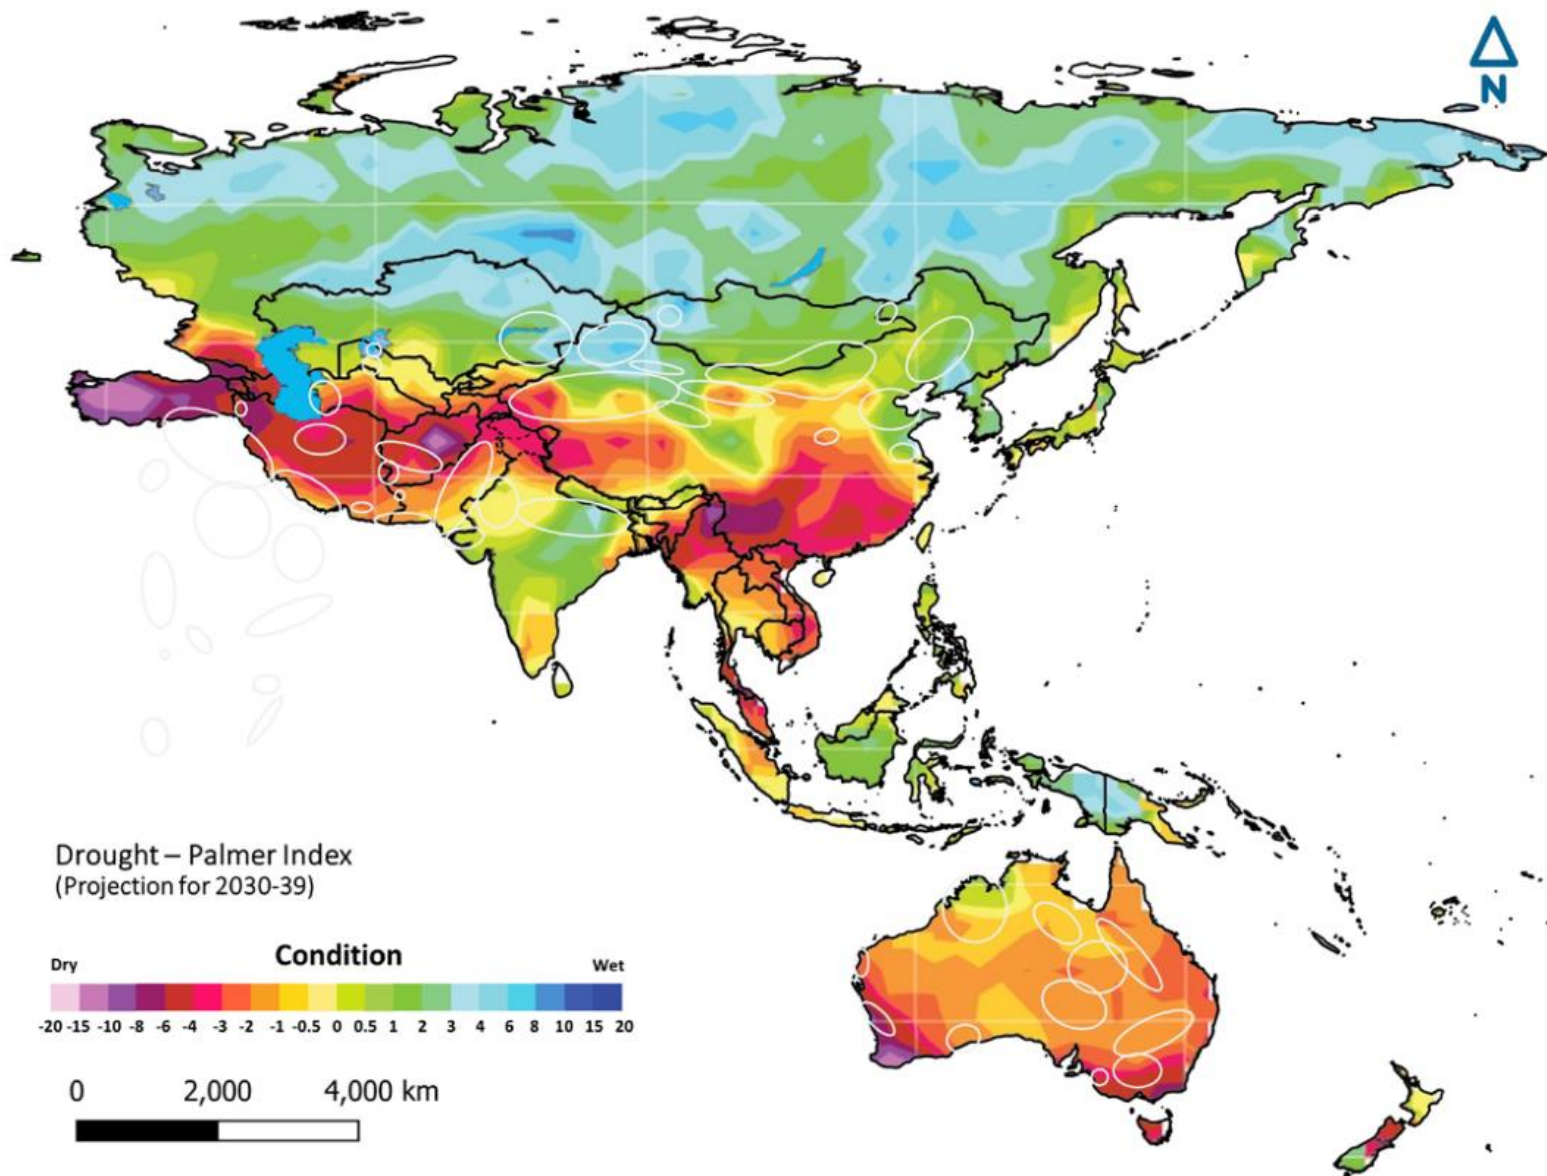 N
Drought – Palmer Index
(Projection for 2030-39)
Condition
Dry Wet
-20 -15 -10 -8 -6 -4 -3 -2 -1 -0.5 0 0.5 1 2 3 4 6 8 10 15 20
0 2,000 4,000 km